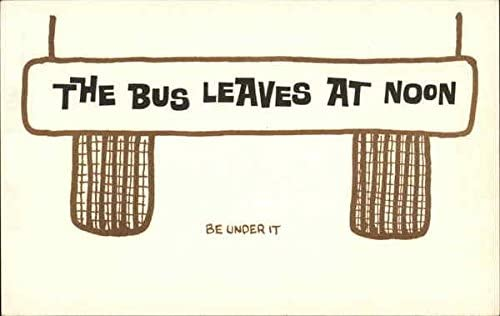 THE BUS LEAVES AT NOON
BE UNDER IT